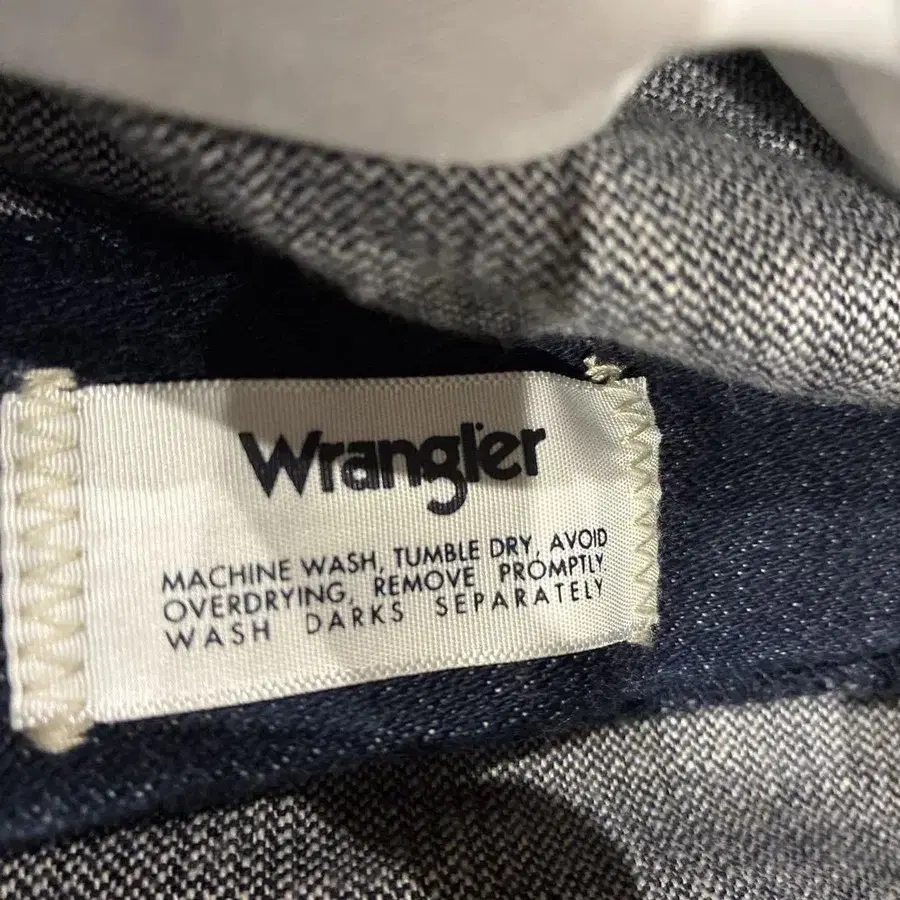 Wrangler
MACHINE WASH, TUMBLE DRY, AVOID
OVERDRYING, REMOVE PROMPTLY
WASH DARKS SEPARATELY